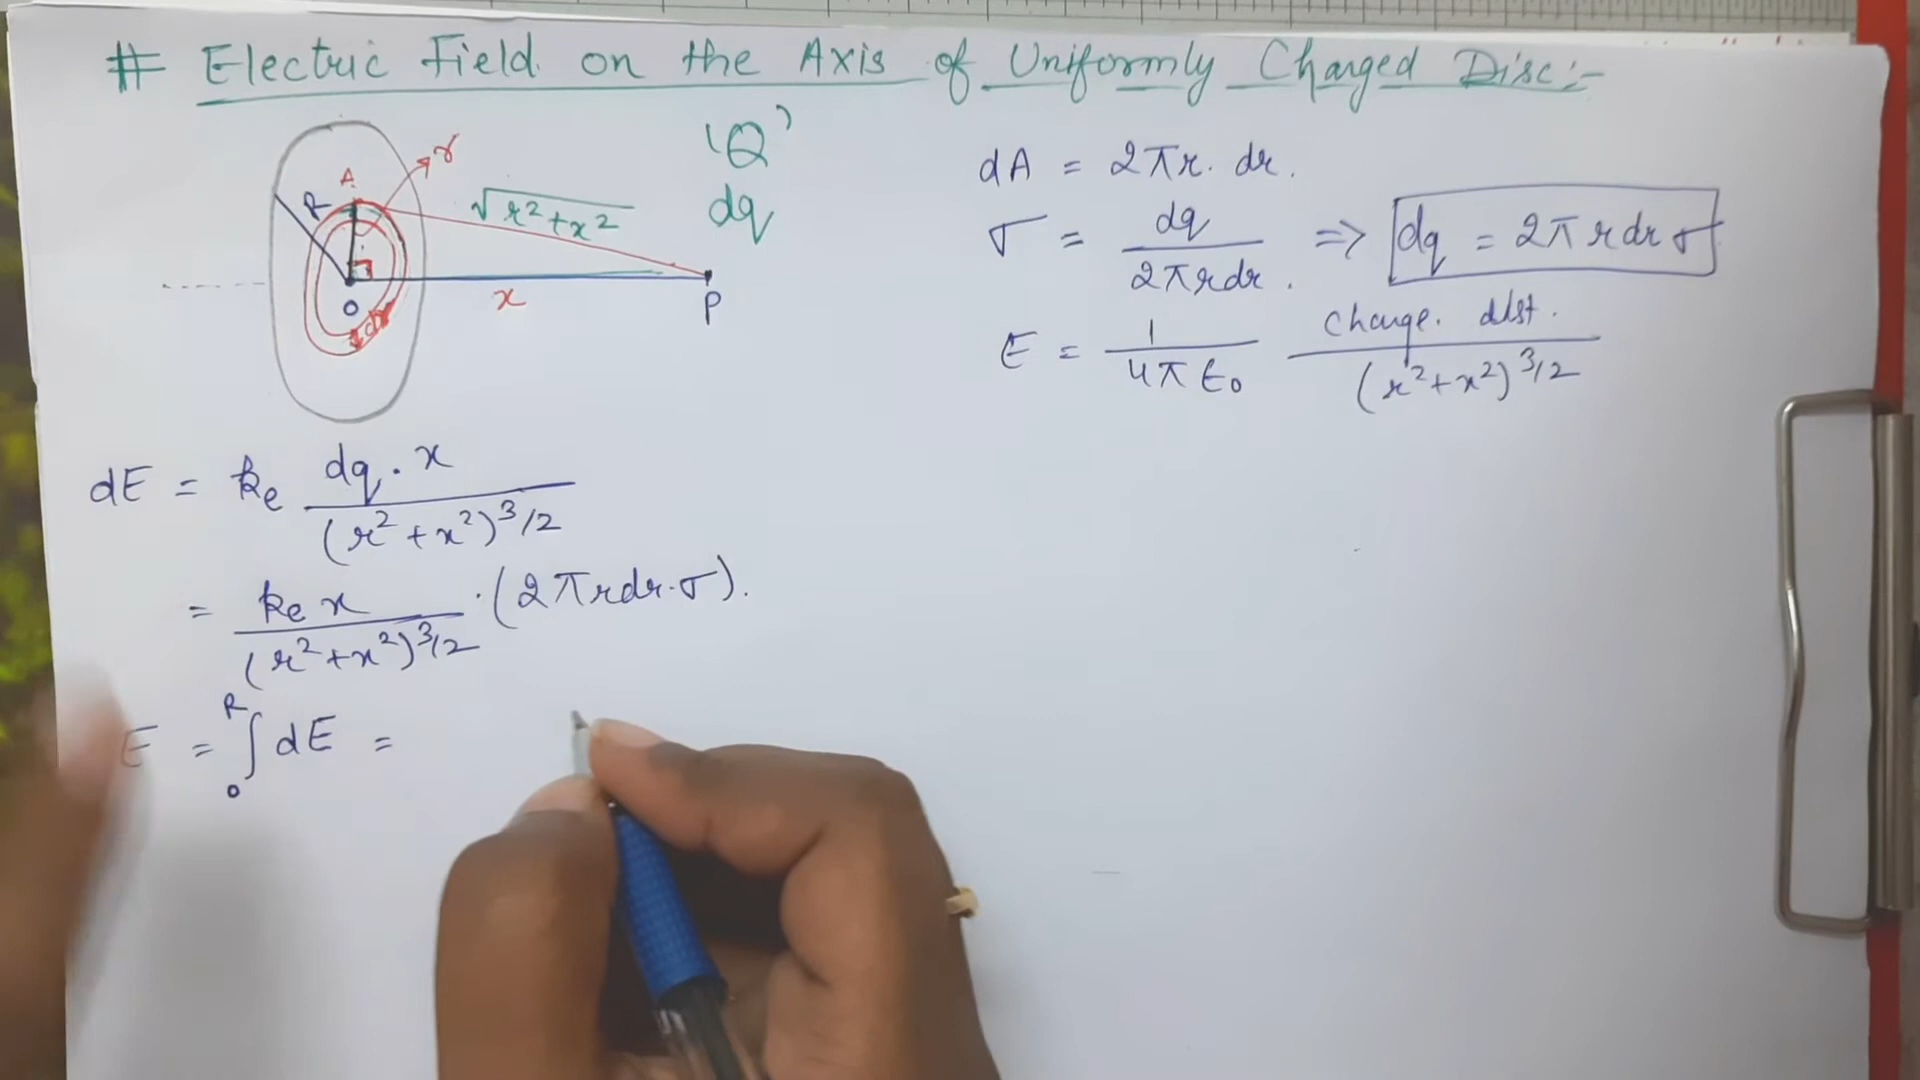 # Electric Field on the Axis of Uniformly Charged Disc :-
'Q'
dq
A
r
R
√r²+x²
O
dr
x
P
dA = 2πr. dr.
σ = dq / 2πrdr. => dq = 2πrdrσ
E = 1 / 4πε₀ charge. dist. / (r²+x²)^3/2
dE = ke dq. x / (r² + x²)^3/2
= ke x / (r²+x²)^3/2 . (2πrdr.σ).
E = ∫₀ᴿ dE =